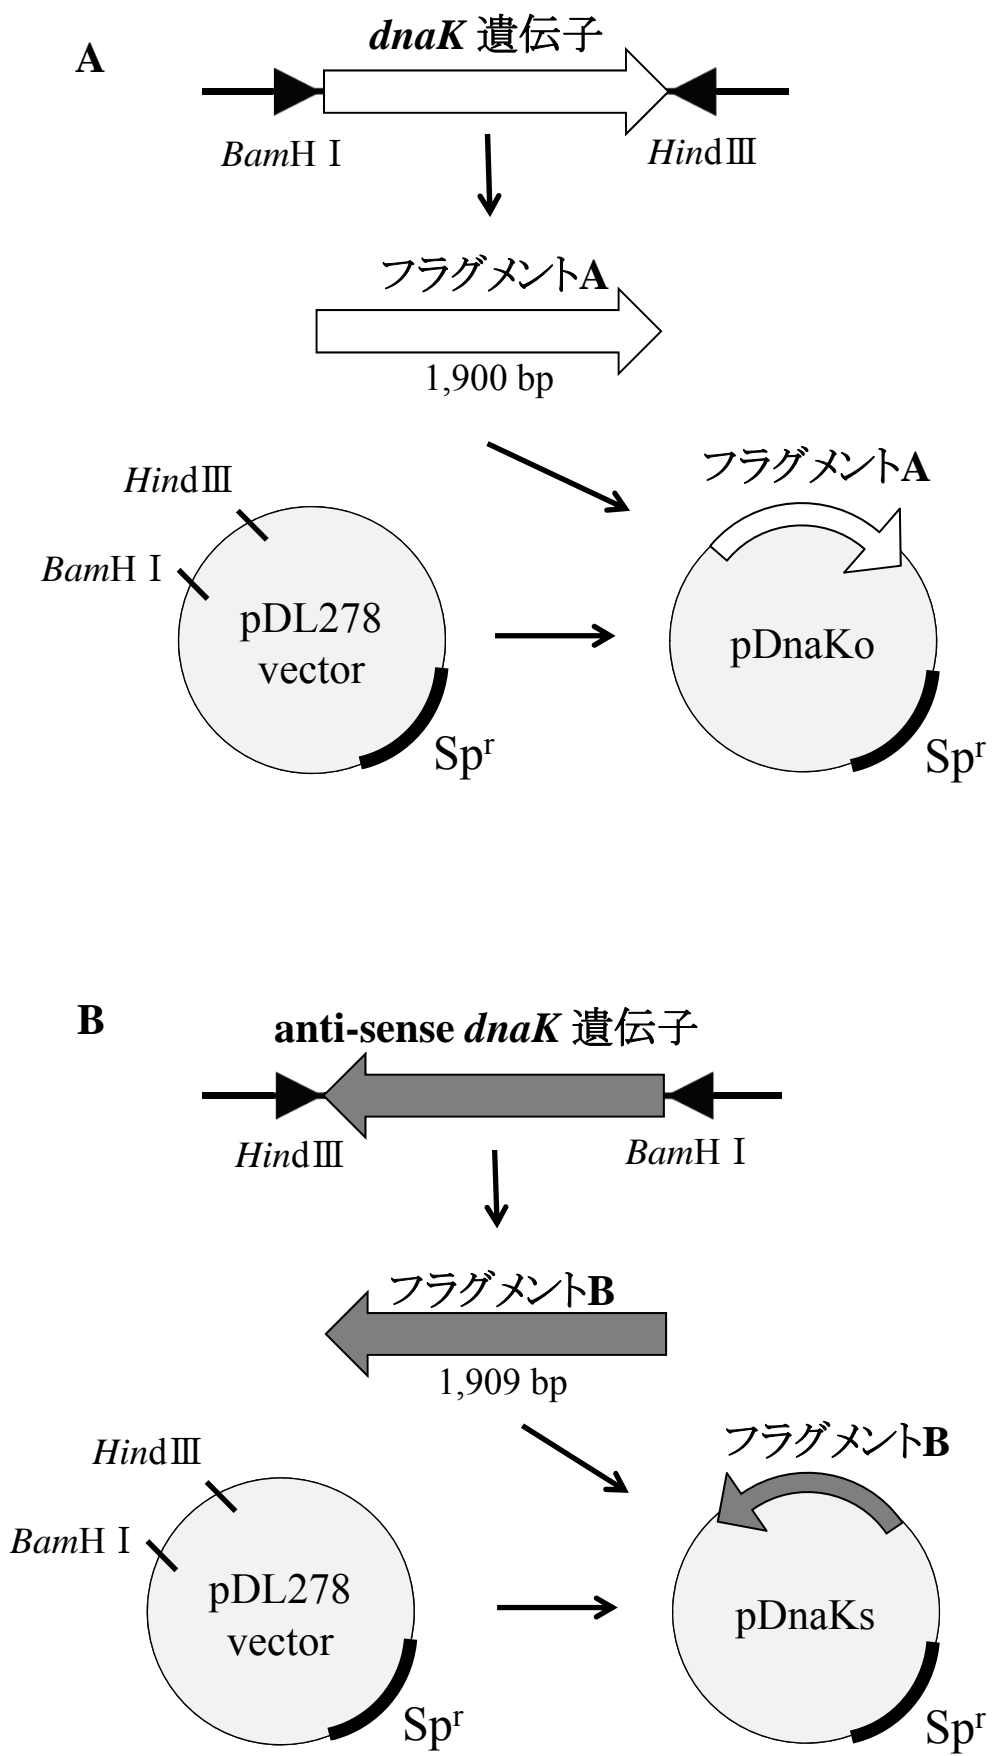 A
dnaK 遺伝子
BamH Ⅰ
HindⅢ
フラグメントA
1,900 bp
HindⅢ
BamH Ⅰ
pDL278
vector
Spr
フラグメントA
pDnaKo
Spr
B
anti-sense dnaK 遺伝子
HindⅢ
BamH Ⅰ
フラグメントB
1,909 bp
HindⅢ
BamH Ⅰ
pDL278
vector
Spr
フラグメントB
pDnaKs
Spr